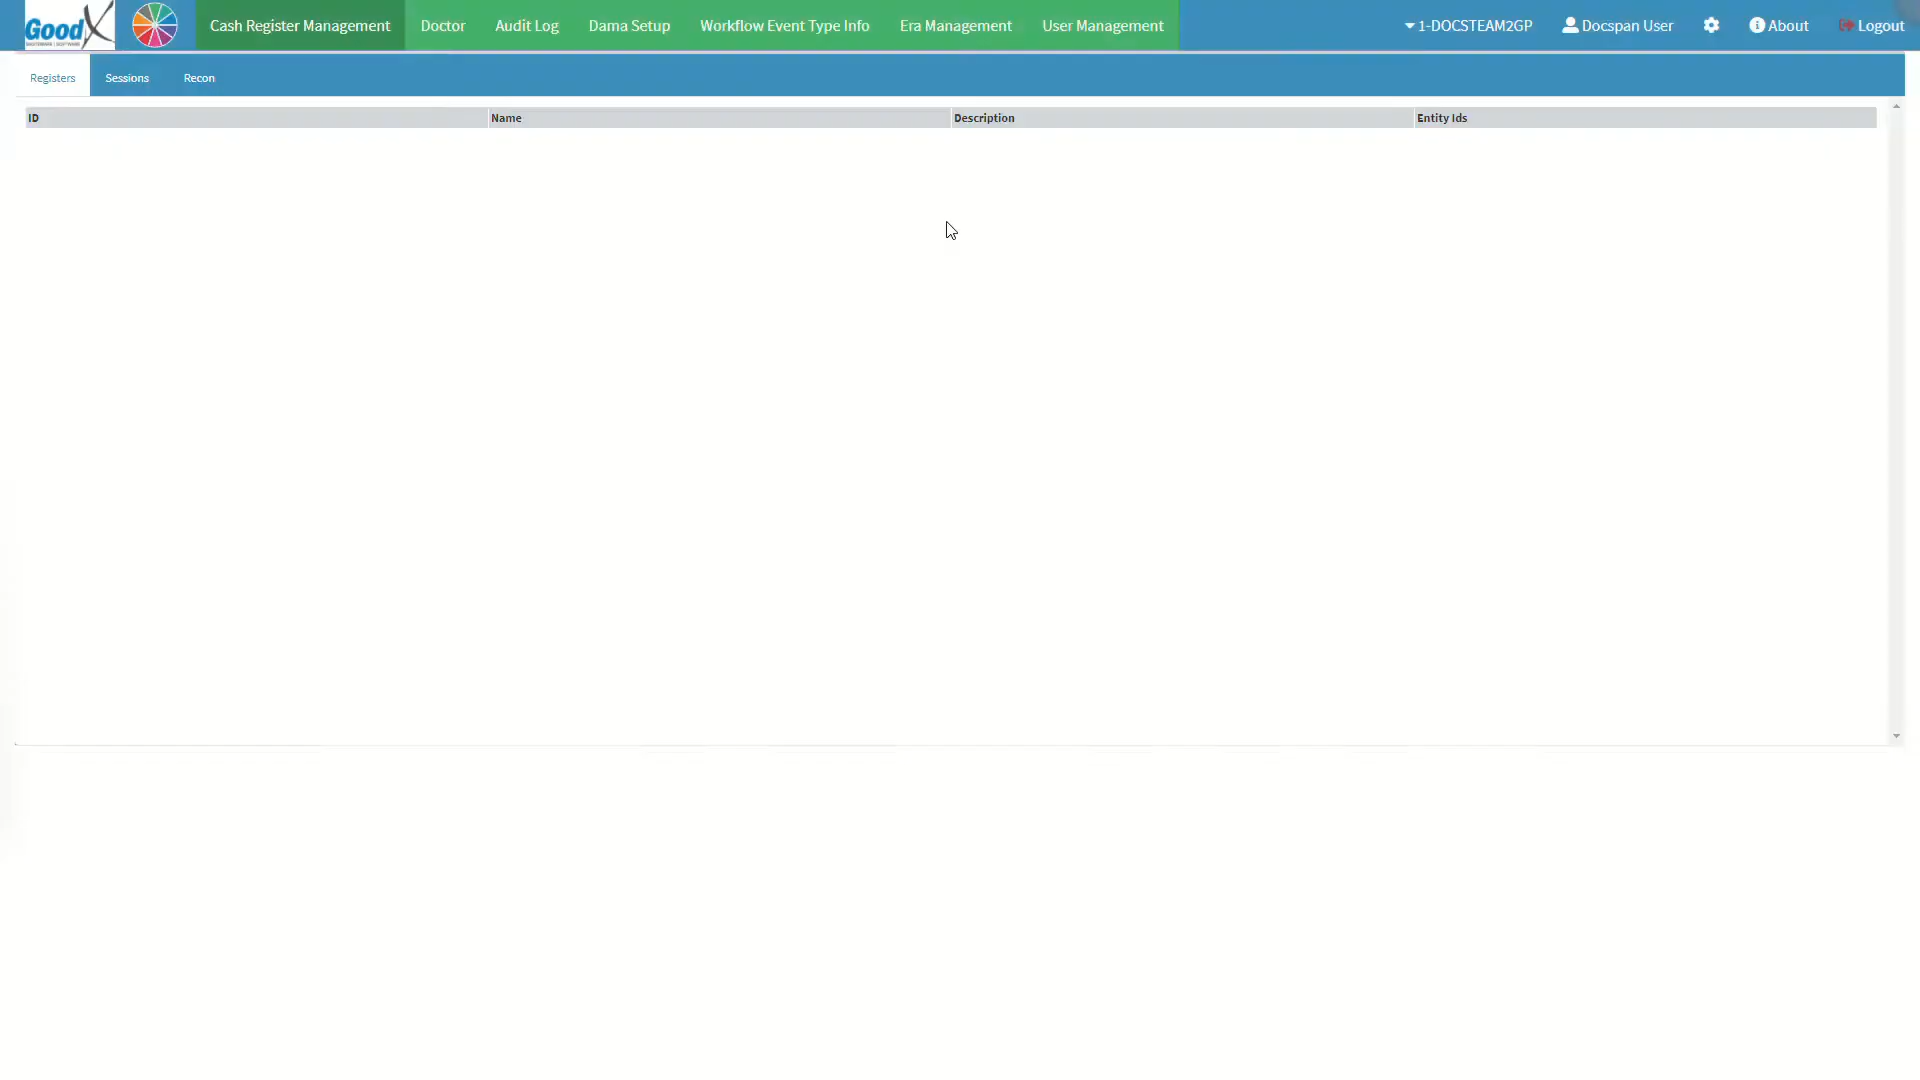 GoodX Cash Register Management Doctor Audit Log Dama Setup Workflow Event Type Info Era Management User Management 1-DOCSTEAM2GP Docspan User About Logout
Registers Sessions Recon
ID Name Description Entity Ids